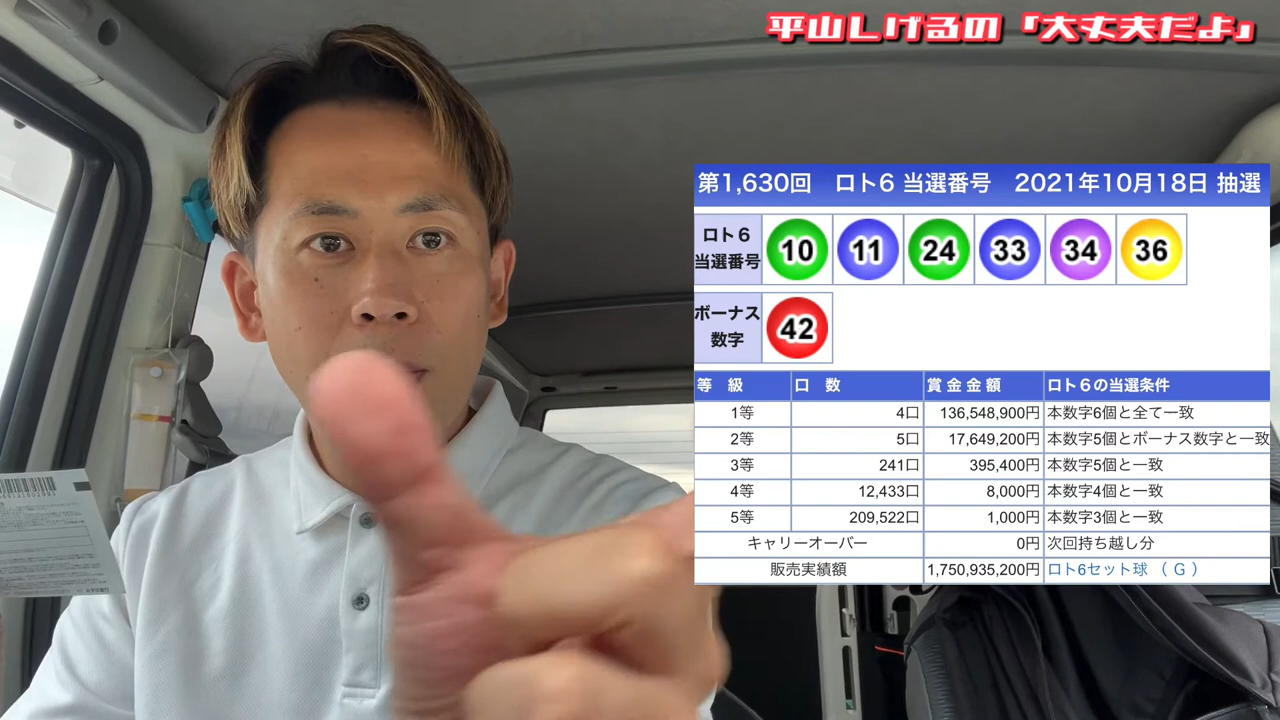 平山しげるの「大丈夫だよ」
第1,630回 ロト6 当選番号 2021年10月18日 抽選
ロト6
当選番号
10 11 24 33 34 36
ボーナス
数字
42
等 級 口 数 賞 金 金 額 ロト6の当選条件
1等 4口 136,548,900円 本数字6個と全て一致
2等 5口 17,649,200円 本数字5個とボーナス数字と一致
3等 241口 395,400円 本数字5個と一致
4等 12,433口 8,000円 本数字4個と一致
5等 209,522口 1,000円 本数字3個と一致
キャリーオーバー 0円 次回持ち越し分
販売実績額 1,750,935,200円 ロト6セット球 （ G ）